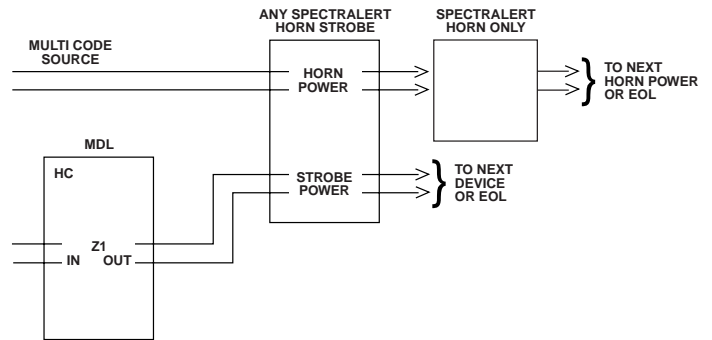 ANY SPECTRALERT
HORN STROBE
SPECTRALERT
HORN ONLY
MULTI CODE
SOURCE
HORN
POWER
TO NEXT
HORN POWER
OR EOL
MDL
HC
STROBE
POWER
TO NEXT
DEVICE
OR EOL
Z1
IN OUT